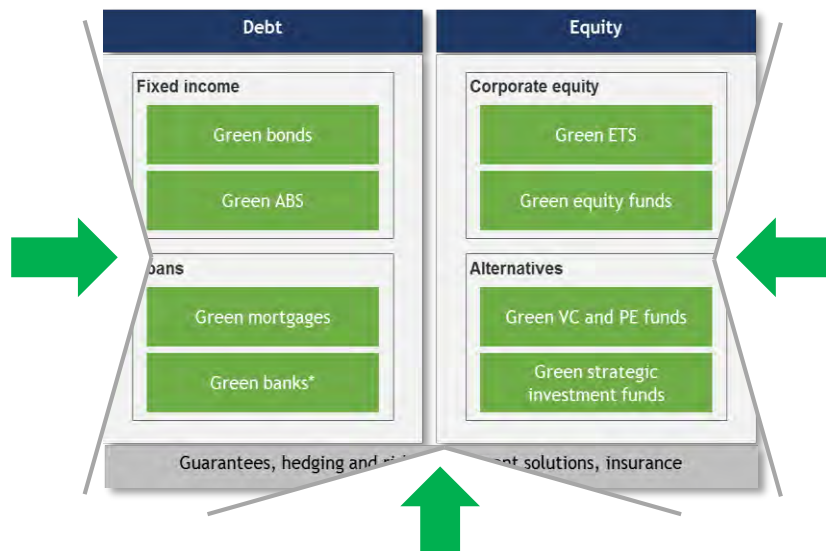 Debt
Equity
Fixed income
Green bonds
Green ABS
Corporate equity
Green ETS
Green equity funds
Green mortgages
Green banks*
Alternatives
Green VC and PE funds
Green strategic
investment funds
Guarantees, hedging and solutions, insurance